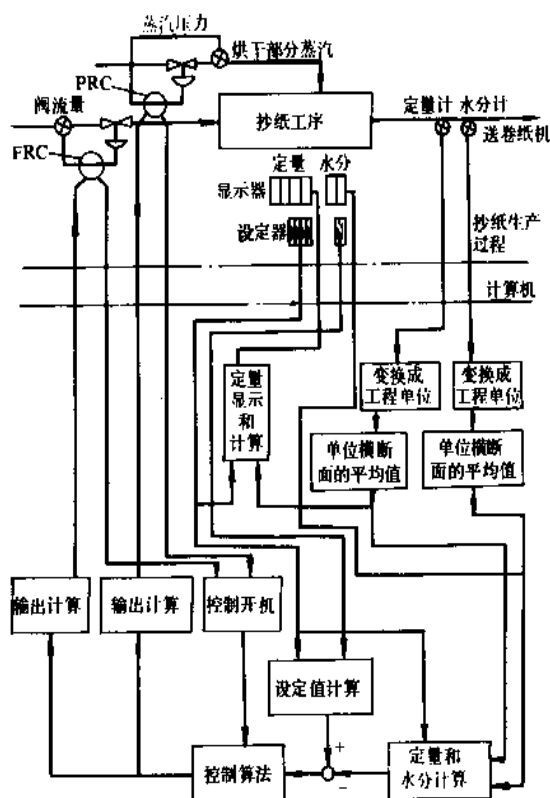 蒸汽压力
烘干部分蒸汽
PRC
阀流量
抄纸工序
定量计 水分计
送卷纸机
FRC
定量 水分
显示器
设定器
抄纸生产
过程
计算机
定量
显示
和
计算
变换成
工程单位
变换成
工程单位
单位横断
面的平均值
单位横断
面的平均值
输出计算
输出计算
控制开机
设定值计算
+
控制算法
-
定量和
水分计算